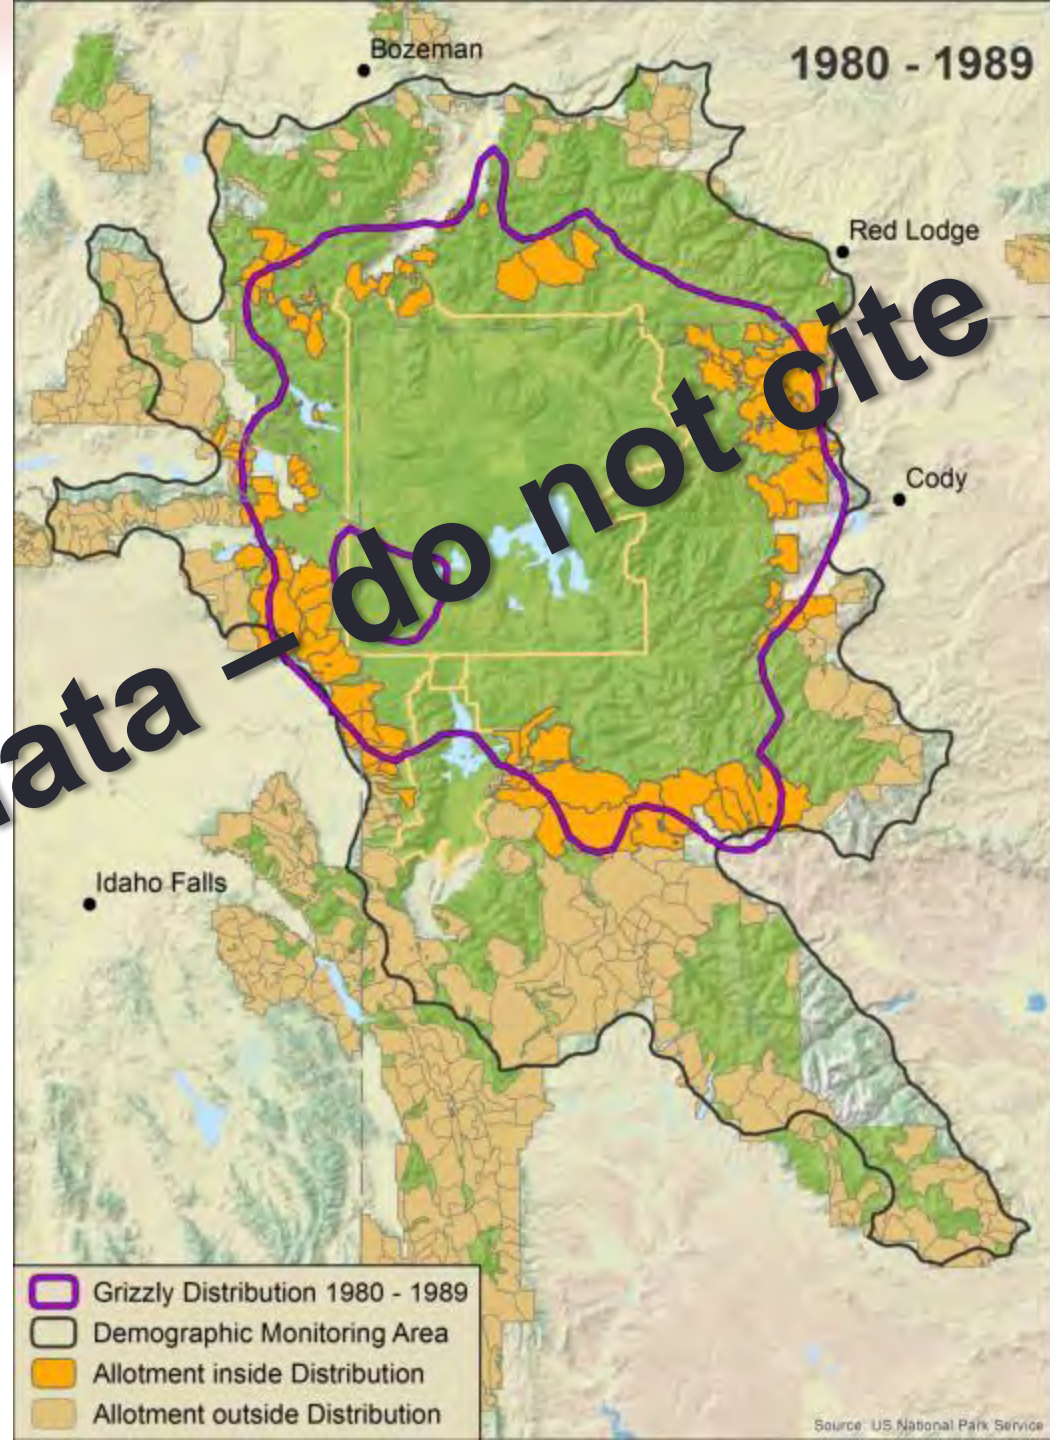 Bozeman
1980 - 1989
Red Lodge
Cody
data – do not cite
Idaho Falls
Grizzly Distribution 1980 - 1989
Demographic Monitoring Area
Allotment inside Distribution
Allotment outside Distribution
Source: US National Park Service